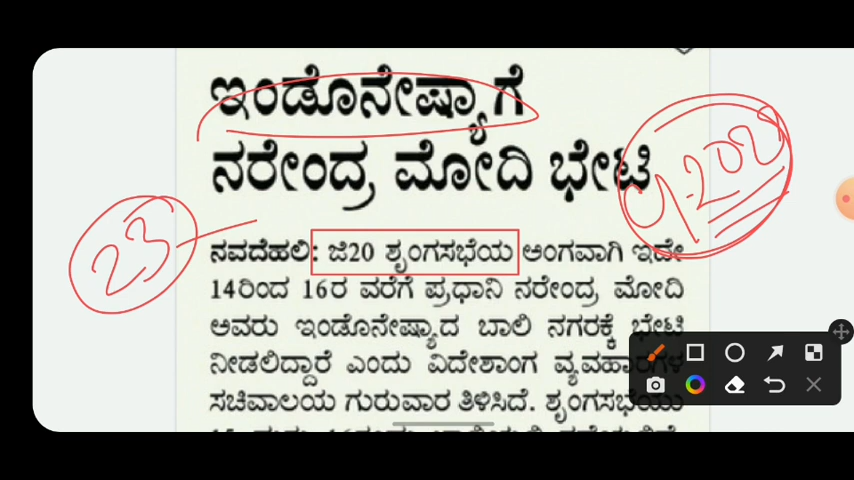 ಇಂಡೊನೇಷ್ಯಾಗೆ
ನರೇಂದ್ರ ಮೋದಿ ಭೇಟಿ
23
ನವದೆಹಲಿ: ಜಿ20 ಶೃಂಗಸಭೆಯ ಅಂಗವಾಗಿ ಇದೇ
14ರಿಂದ 16ರ ವರೆಗೆ ಪ್ರಧಾನಿ ನರೇಂದ್ರ ಮೋದಿ
ಅವರು ಇಂಡೊನೇಷ್ಯಾದ ಬಾಲಿ ನಗರಕ್ಕೆ ಭೇಟಿ
ನೀಡಲಿದ್ದಾರೆ ಎಂದು ವಿದೇಶಾಂಗ ವ್ಯವಹಾರಗಳ
ಸಚಿವಾಲಯ ಗುರುವಾರ ತಿಳಿಸಿದೆ. ಶೃಂಗಸಭೆಯು